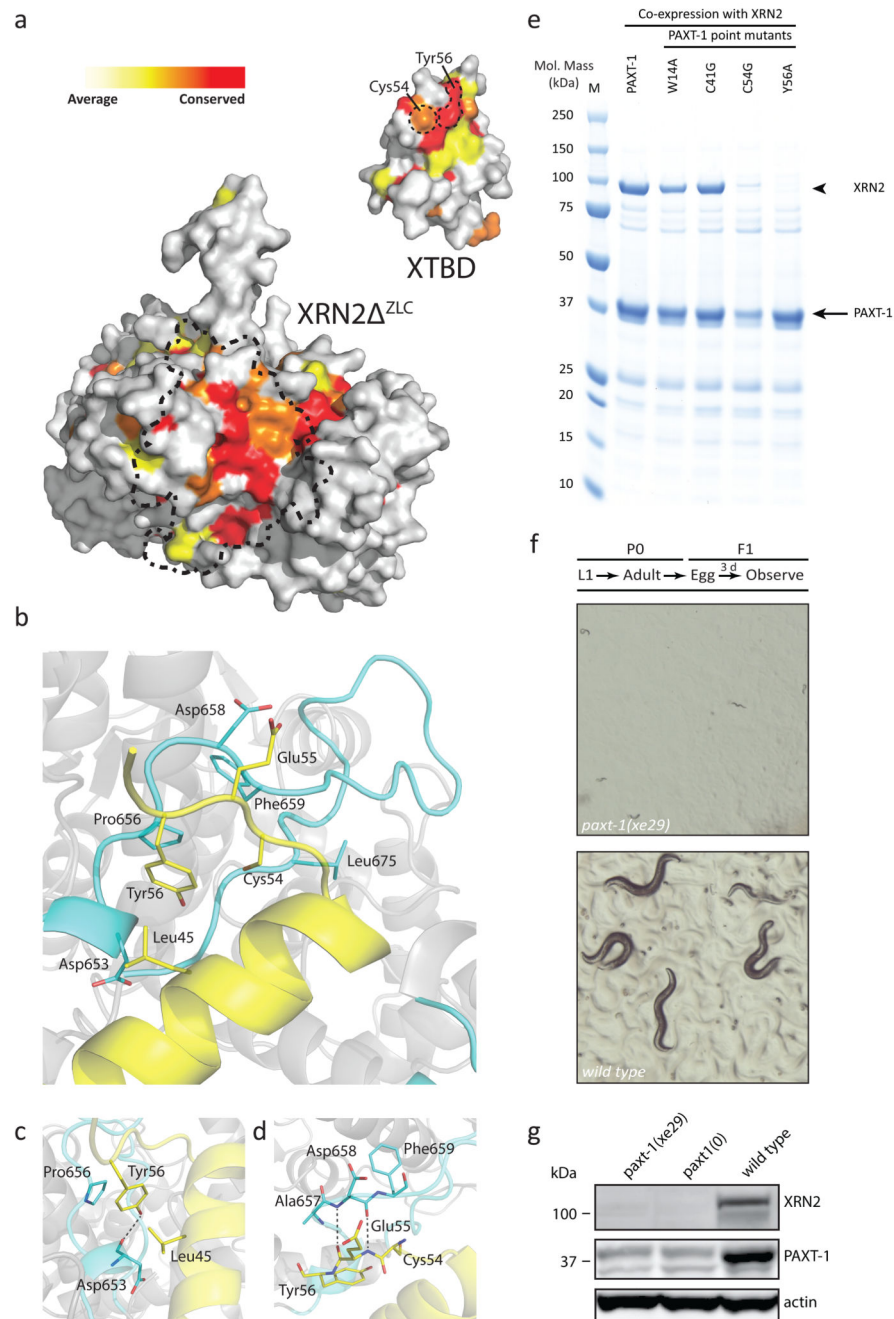 a
Average
Conserved
Cys54
Tyr56
XTBD
XRN2Δ^ZLC
b
Asp658
Glu55
Phe659
Pro656
Leu675
Cys54
Tyr56
Leu45
Asp653
c
Pro656
Tyr56
Leu45
Asp653
d
Asp658
Phe659
Ala657
Glu55
Cys54
Tyr56
e
Co-expression with XRN2
PAXT-1 point mutants
Mol. Mass
(kDa)
M
PAXT-1
W14A
C41G
C54G
Y56A
250
150
100
75
50
37
25
20
15
10
XRN2
PAXT-1
f
P0
F1
L1 → Adult → Egg 3 d → Observe
paxt-1(xe29)
wild type
g
paxt-1(xe29)
paxt1(0)
wild type
kDa
100
37
XRN2
PAXT-1
actin